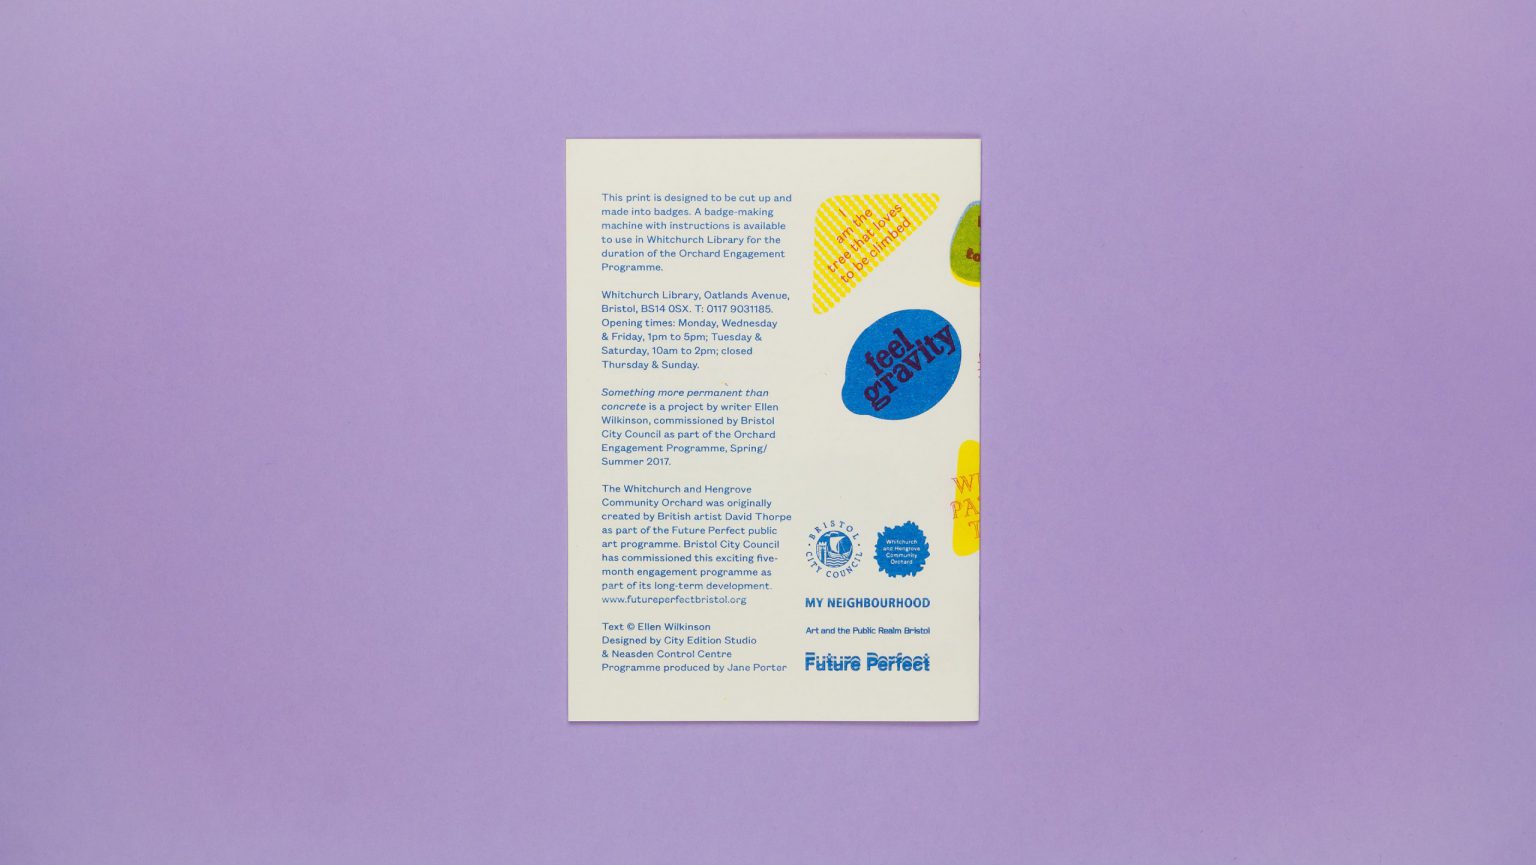 This print is designed to be cut up and
made into badges. A badge-making
machine with instructions is available
to use in Whitchurch Library for the
duration of the Orchard Engagement
Programme.
Whitchurch Library, Oatlands Avenue,
Bristol, BS14 0SX. T: 0117 9031185.
Opening times: Monday, Wednesday
& Friday, 1pm to 5pm; Tuesday &
Saturday, 10am to 2pm; closed
Thursday & Sunday.
Something more permanent than
concrete is a project by writer Ellen
Wilkinson, commissioned by Bristol
City Council as part of the Orchard
Engagement Programme, Spring/
Summer 2017.
The Whitchurch and Hengrove
Community Orchard was originally
created by British artist David Thorpe
as part of the Future Perfect public
art programme. Bristol City Council
has commissioned this exciting five-
month engagement programme as
part of its long-term development.
www.futureperfectbristol.org
Text © Ellen Wilkinson
Designed by City Edition Studio
& Neasden Control Centre
Programme produced by Jane Porter
I
am the
tree that loves
to be climbed
to
feel
gravity
BRISTOL
CITY COUNCIL
Whitchurch
and Hengrove
Community
Orchard
MY NEIGHBOURHOOD
Art and the Public Realm Bristol
Future Perfect